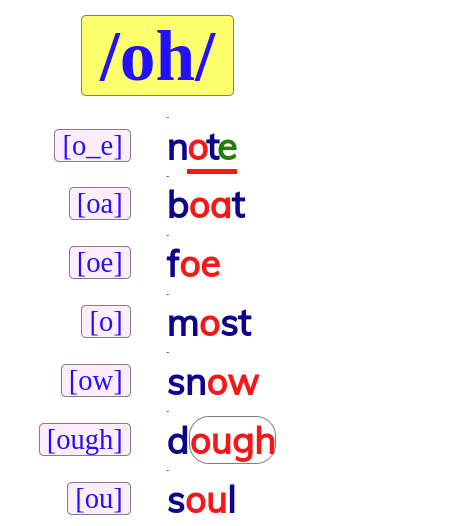 /oh/
[o_e] note
[oa] boat
[oe] foe
[o] most
[ow] snow
[ough] dough
[ou] soul